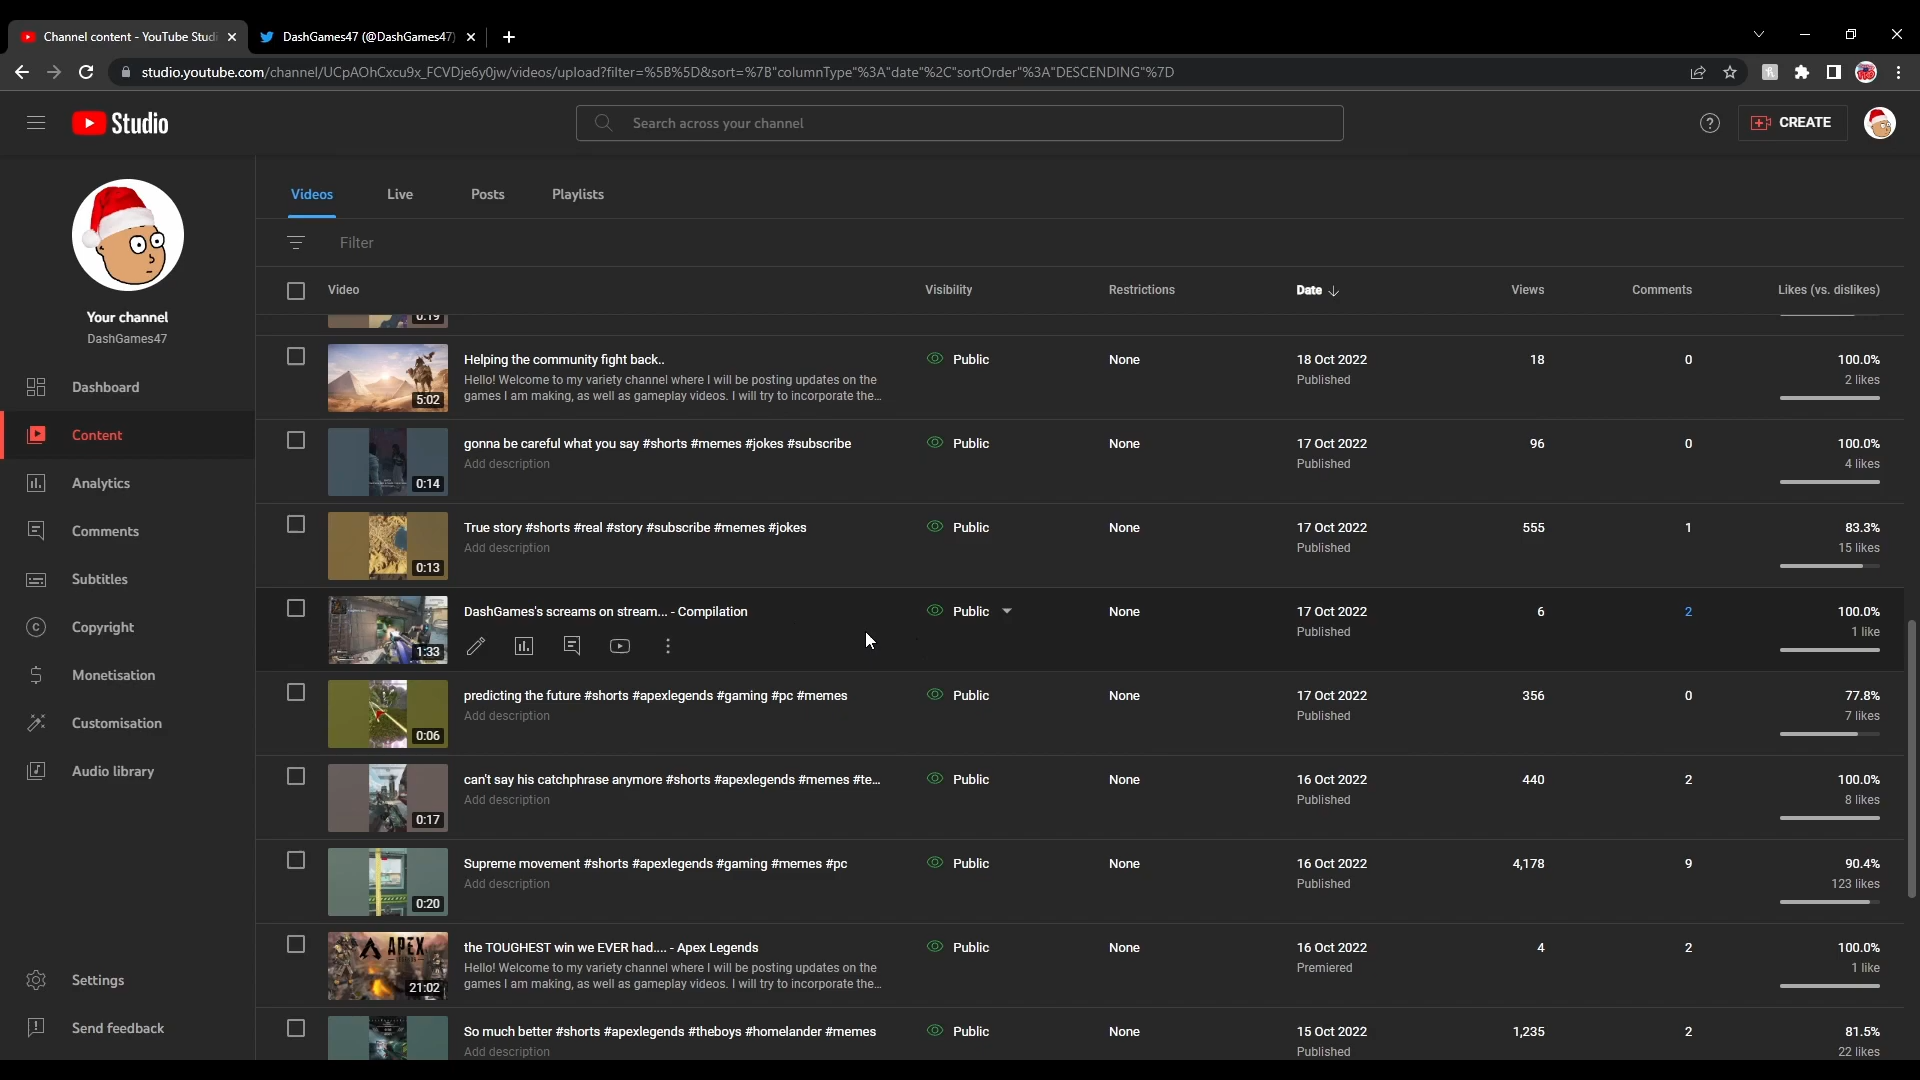 Channel content - YouTube Studi
DashGames47 (@DashGames47)
studio.youtube.com/channel/UCpAOhCxcu9x_FCVDje6y0jw/videos/upload?filter=%5B%5D&sort=%7B"columnType"%3A"date"%2C"sortOrder"%3A"DESCENDING"%7D
Studio
Search across your channel
CREATE
Your channel
DashGames47
Dashboard
Content
Analytics
Comments
Subtitles
Copyright
Monetisation
Customisation
Audio library
Settings
Send feedback
Videos Live Posts Playlists
Filter
Video Visibility Restrictions Date Views Comments Likes (vs. dislikes)
0:19
Helping the community fight back.. Public None 18 Oct 2022 18 0 100.0%
Hello! Welcome to my variety channel where I will be posting updates on the Published 2 likes
games I am making, as well as gameplay videos. I will try to incorporate the...
5:02
gonna be careful what you say #shorts #memes #jokes #subscribe Public None 17 Oct 2022 96 0 100.0%
Add description Published 4 likes
0:14
True story #shorts #real #story #subscribe #memes #jokes Public None 17 Oct 2022 555 1 83.3%
Add description Published 15 likes
0:13
DashGames's screams on stream... - Compilation Public None 17 Oct 2022 6 2 100.0%
Published 1 like
1:33
predicting the future #shorts #apexlegends #gaming #pc #memes Public None 17 Oct 2022 356 0 77.8%
Add description Published 7 likes
0:06
can't say his catchphrase anymore #shorts #apexlegends #memes #te... Public None 16 Oct 2022 440 2 100.0%
Add description Published 8 likes
0:17
Supreme movement #shorts #apexlegends #gaming #memes #pc Public None 16 Oct 2022 4,178 9 90.4%
Add description Published 123 likes
0:20
APEX
the TOUGHEST win we EVER had.... - Apex Legends Public None 16 Oct 2022 4 2 100.0%
Hello! Welcome to my variety channel where I will be posting updates on the Premiered 1 like
games I am making, as well as gameplay videos. I will try to incorporate the...
21:02
So much better #shorts #apexlegends #theboys #homelander #memes Public None 15 Oct 2022 1,235 2 81.5%
Add description Published 22 likes